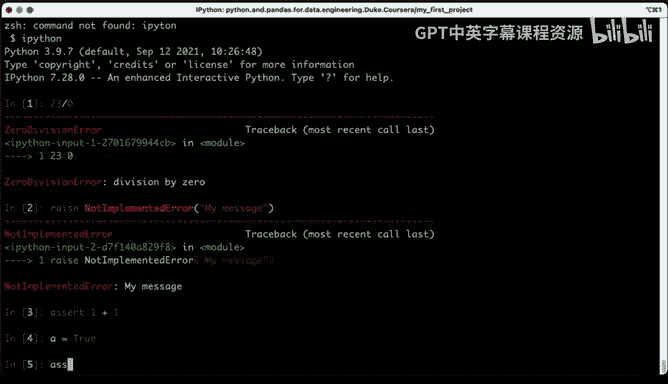 IPython: python.and.pandas.for.data.engineering.Duke.Coursera/my_first_project
⌥⌘1
GPT中英字幕课程资源
bilibili
zsh: command not found: ipyton
$ ipython
Python 3.9.7 (default, Sep 12 2021, 10:26:48)
Type 'copyright', 'credits' or 'license' for more information
IPython 7.28.0 -- An enhanced Interactive Python. Type '?' for help.
In [1]: 23/0
ZeroDivisionError Traceback (most recent call last)
<ipython-input-1-2701679944cb> in <module>
----> 1 23 0
ZeroDivisionError: division by zero
In [2]: raise NotImplementedError("My message")
NotImplementedError Traceback (most recent call last)
<ipython-input-2-d7f140a829f8> in <module>
----> 1 raise NotImplementedError("My message")
NotImplementedError: My message
In [3]: assert 1 + 1
In [4]: a = True
In [5]: ass